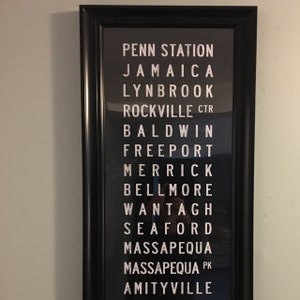 PENN STATION
JAMAICA
LYNBROOK
ROCKVILLE CTR
BALDWIN
FREEPORT
MERRICK
BELLMORE
WANTAGH
SEAFORD
MASSAPEQUA
MASSAPEQUA PK
AMITYVILLE